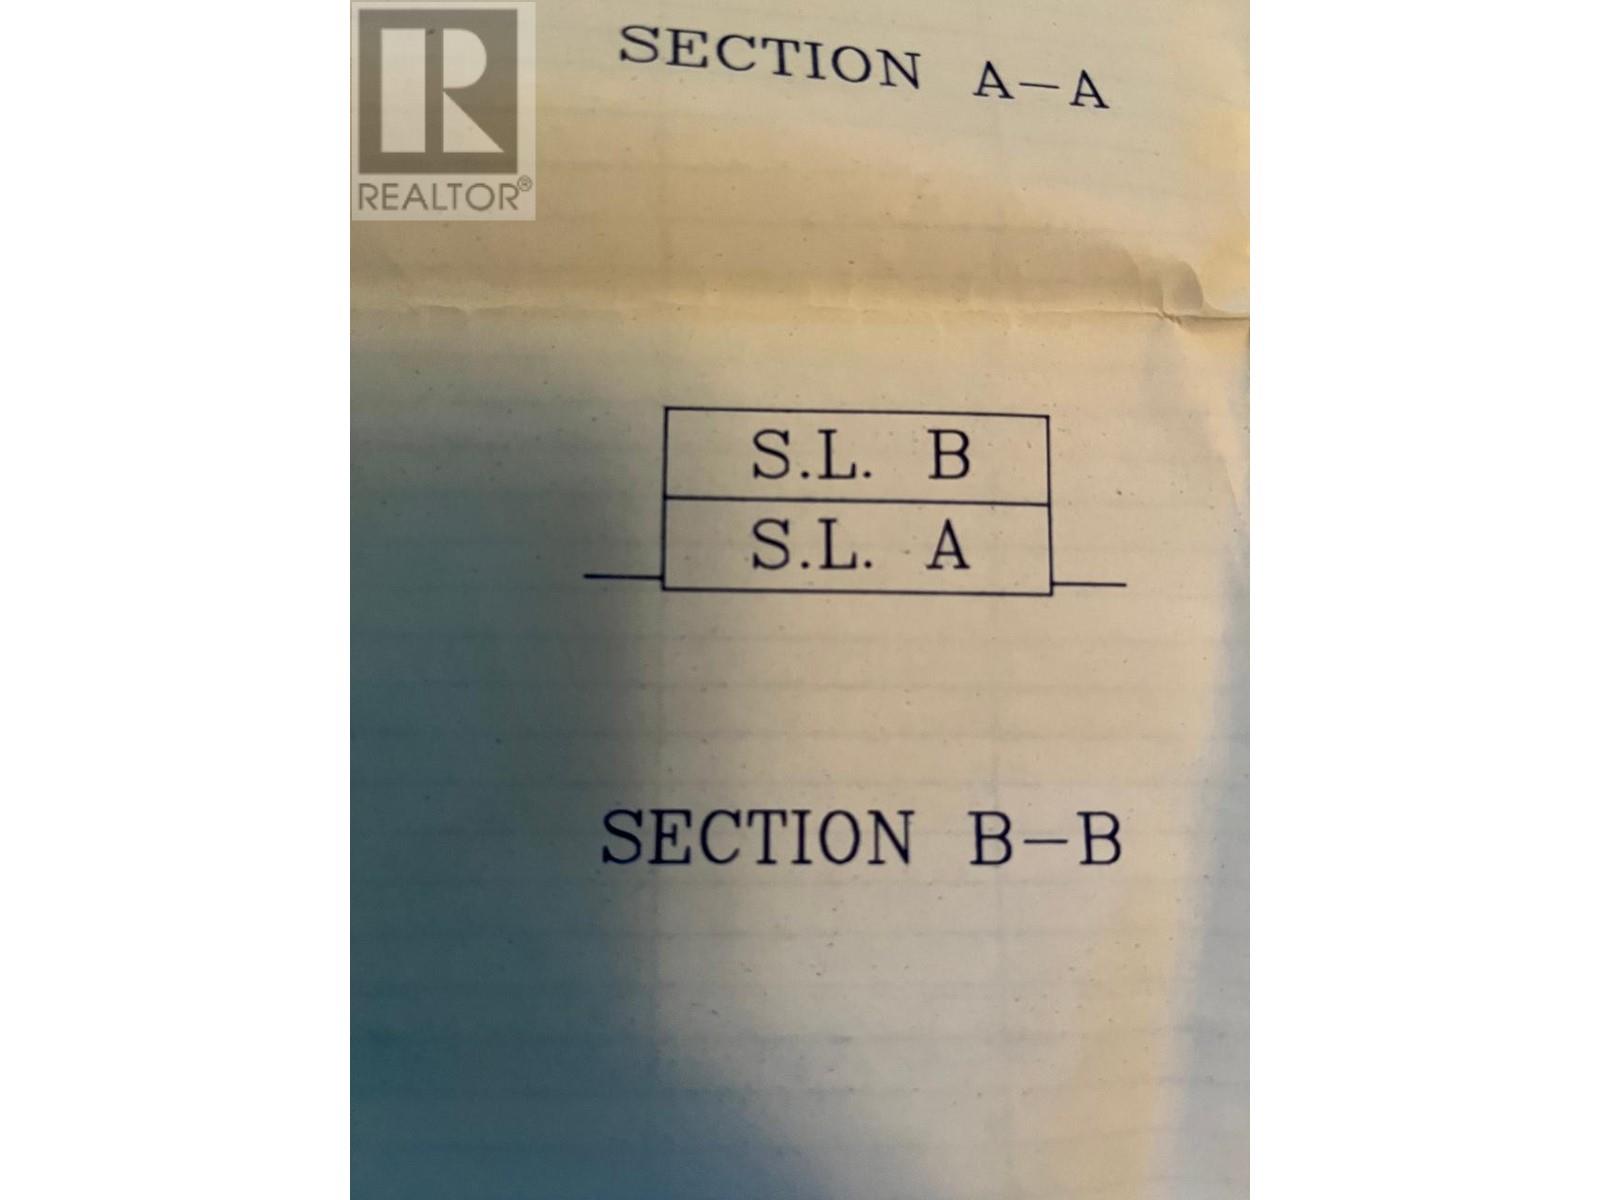 R
REALTOR®
SECTION A-A
S.L. B
S.L. A
SECTION B-B